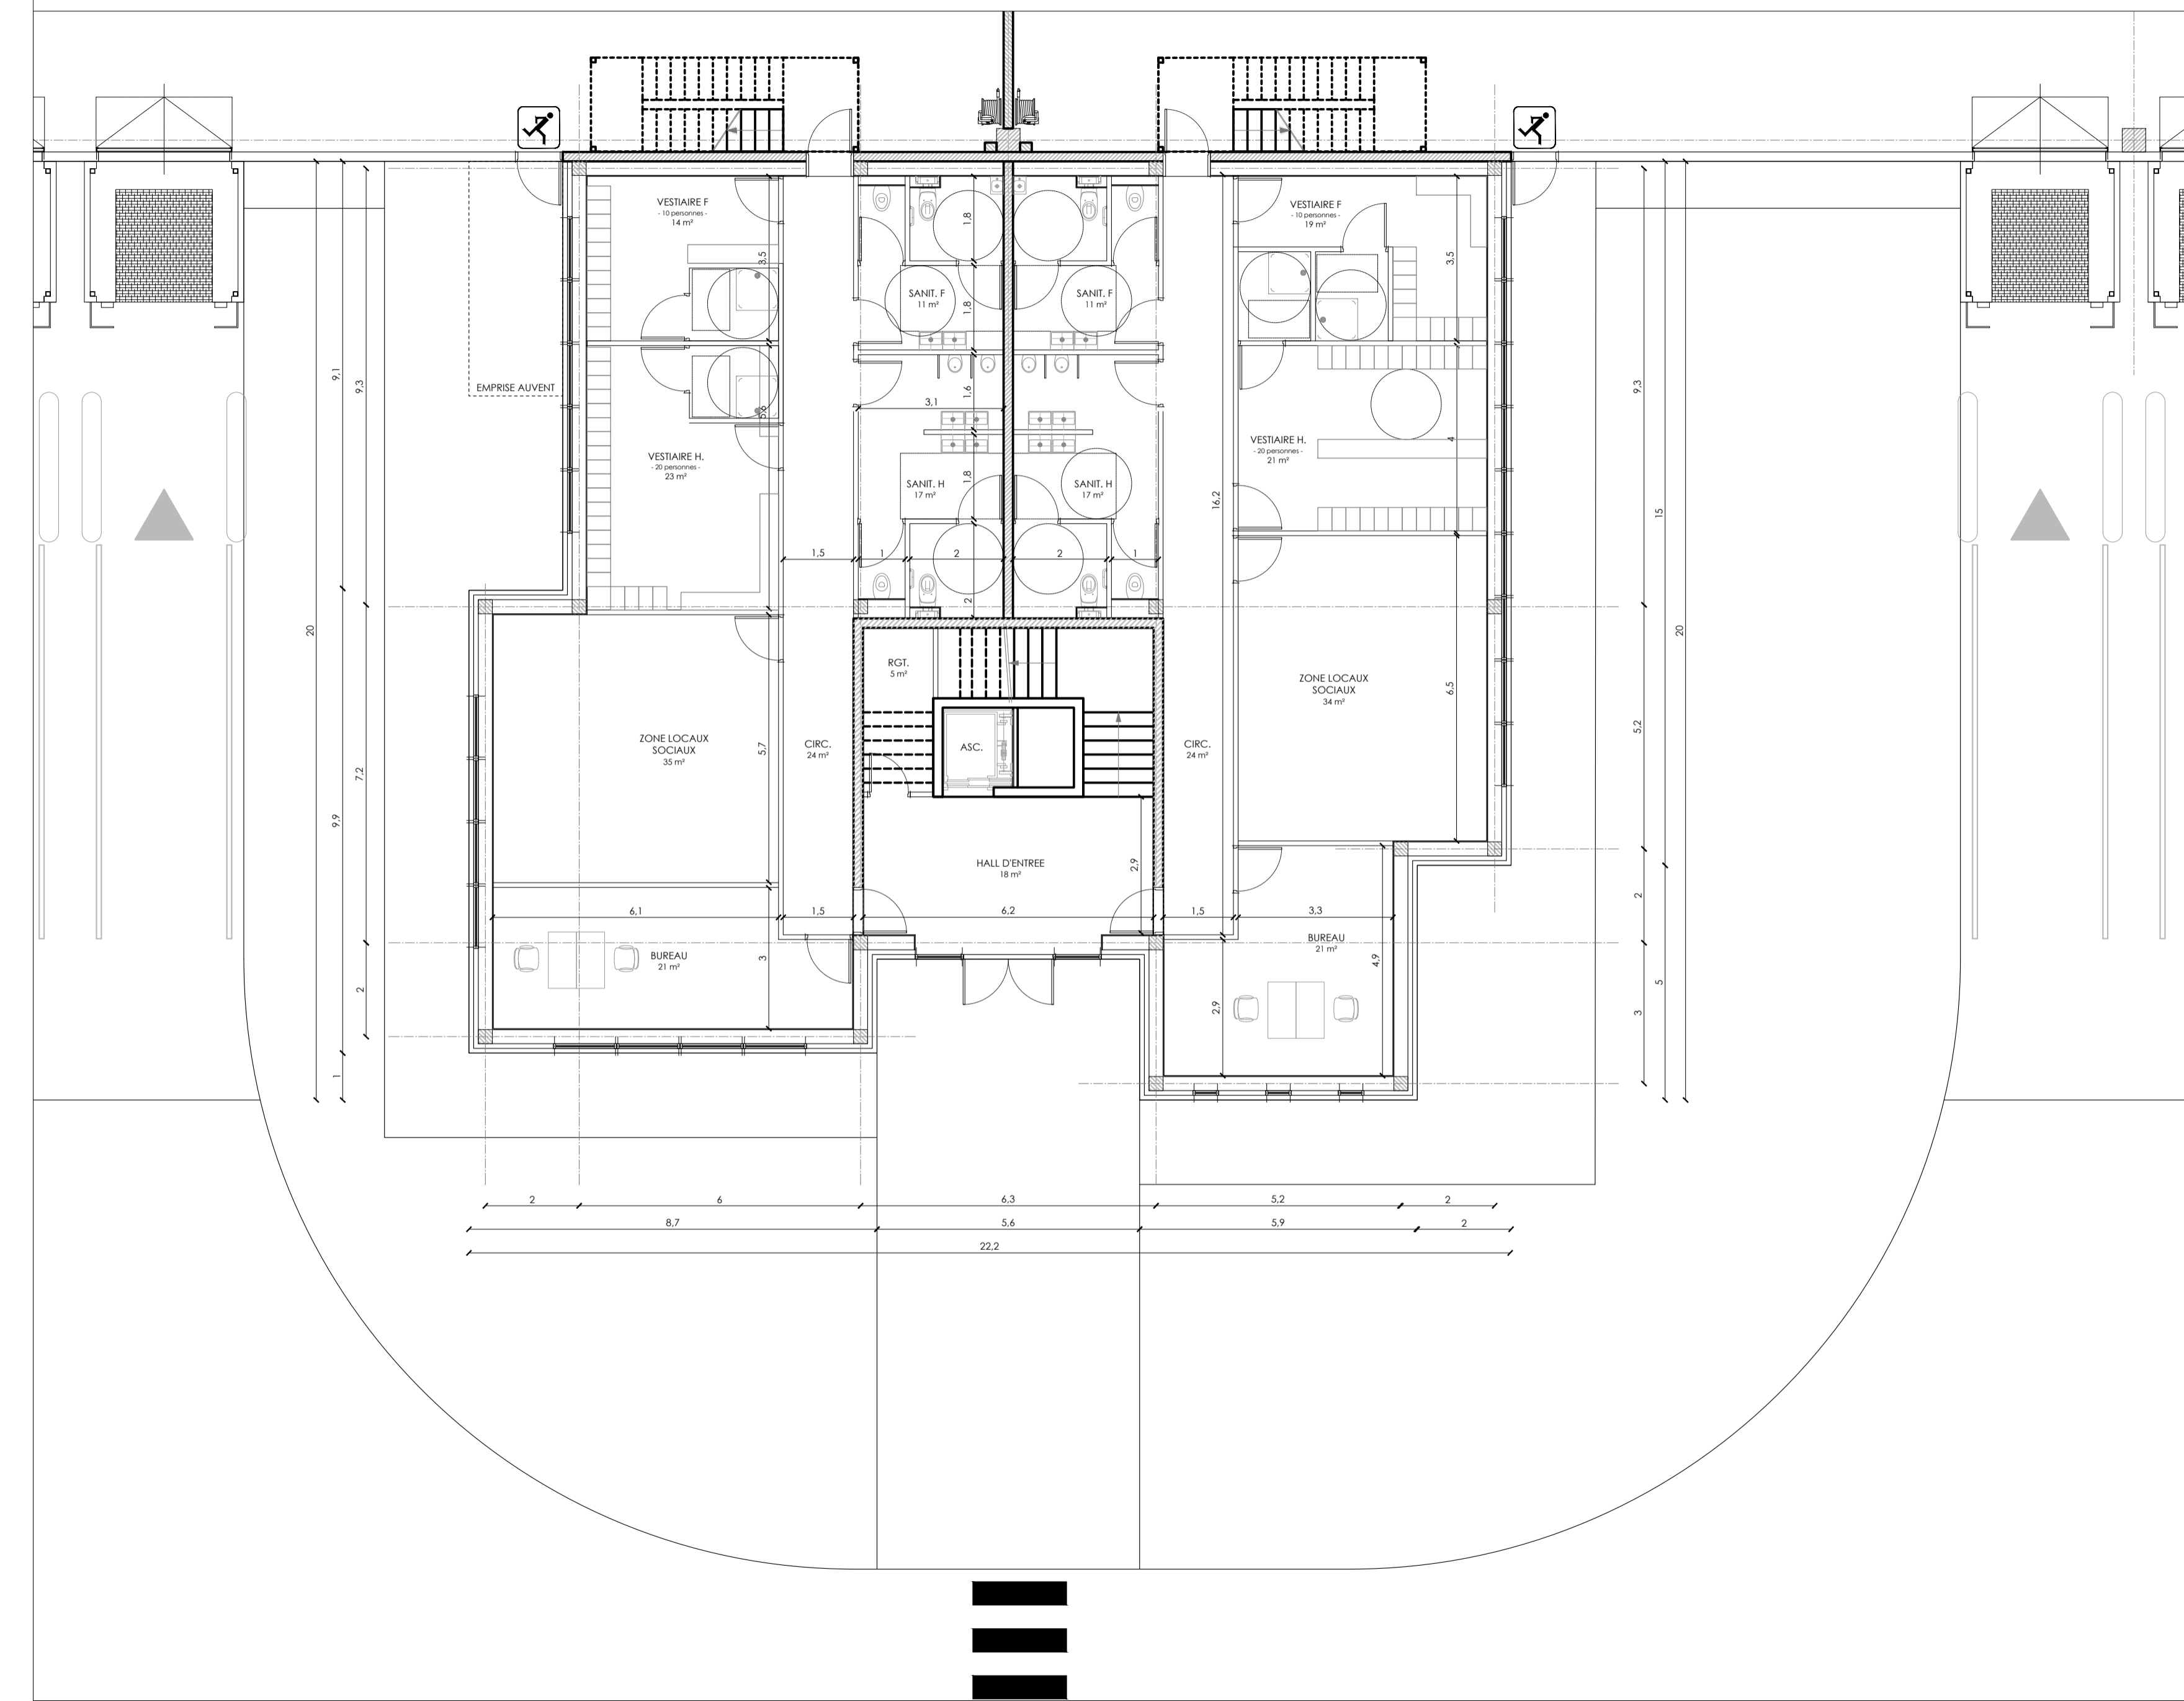 VESTIAIRE F
- 10 personnes -
14 m²
VESTIAIRE F
- 10 personnes -
19 m²
1,8
3,5
3,5
SANIT. F
11 m²
SANIT. F
11 m²
1,8
9,1
9,3
EMPRISE AUVENT
1,6
3,1
9,3
4
VESTIAIRE H.
- 20 personnes -
23 m²
VESTIAIRE H.
- 20 personnes -
21 m²
1,8
SANIT. H
17 m²
SANIT. H
17 m²
16,2
15
1,5
1
2
2
1
2
20
20
RGT.
5 m²
ZONE LOCAUX
SOCIAUX
34 m²
6,5
ZONE LOCAUX
SOCIAUX
35 m²
5,7
CIRC.
24 m²
ASC.
CIRC.
24 m²
5,2
7,2
9,9
HALL D'ENTREE
18 m²
2,9
2
6,1
1,5
6,2
1,5
3,3
BUREAU
21 m²
BUREAU
21 m²
3
4,9
2
2,9
5
3
1
2
6
6,3
5,2
2
8,7
5,6
5,9
2
22,2